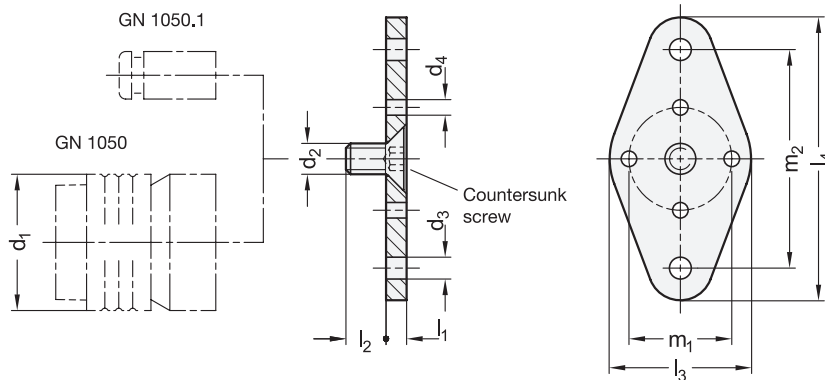 GN 1050.1
GN 1050
d1
d2
d4
d3
Countersunk
screw
l2
l1
m2
l4
m1
l3